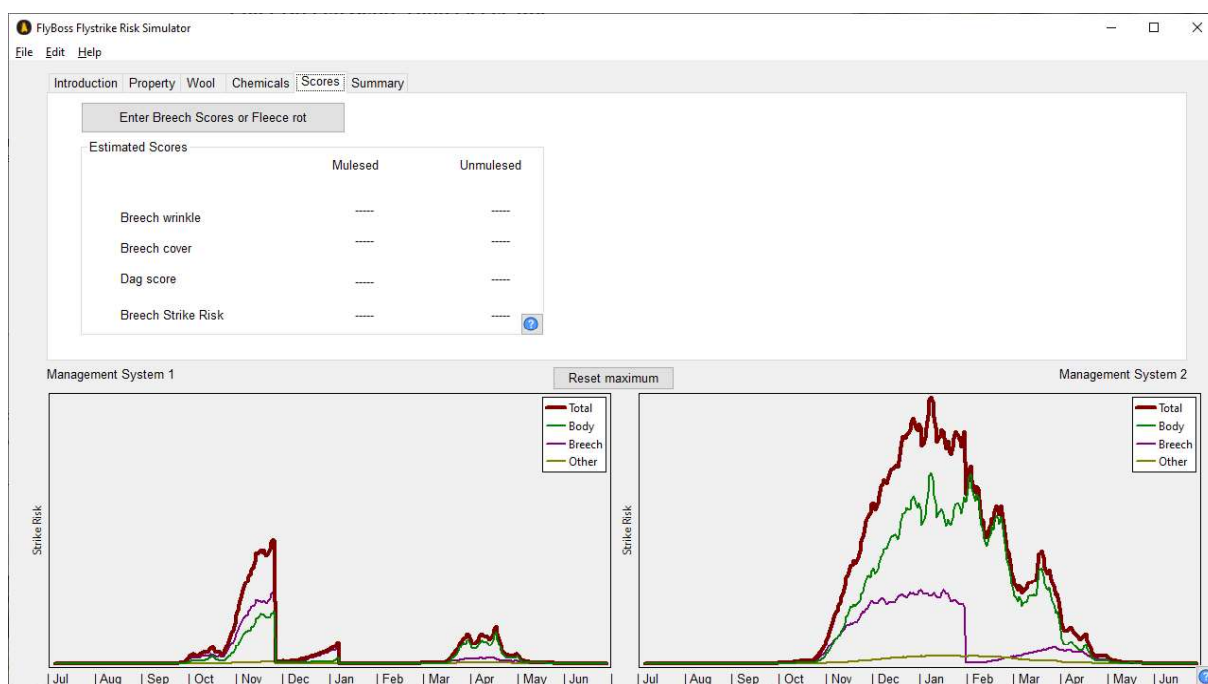 FlyBoss Flystrike Risk Simulator
File Edit Help
Introduction Property Wool Chemicals Scores Summary
Enter Breech Scores or Fleece rot
Estimated Scores
Mulesed Unmulesed
Breech wrinkle ----- -----
Breech cover ----- -----
Dag score ----- -----
Breech Strike Risk ----- -----
?
Management System 1 Reset maximum Management System 2
Total
Body
Breech
Other
Strike Risk
Jul Aug Sep Oct Nov Dec Jan Feb Mar Apr May Jun
Total
Body
Breech
Other
Strike Risk
Jul Aug Sep Oct Nov Dec Jan Feb Mar Apr May Jun
?